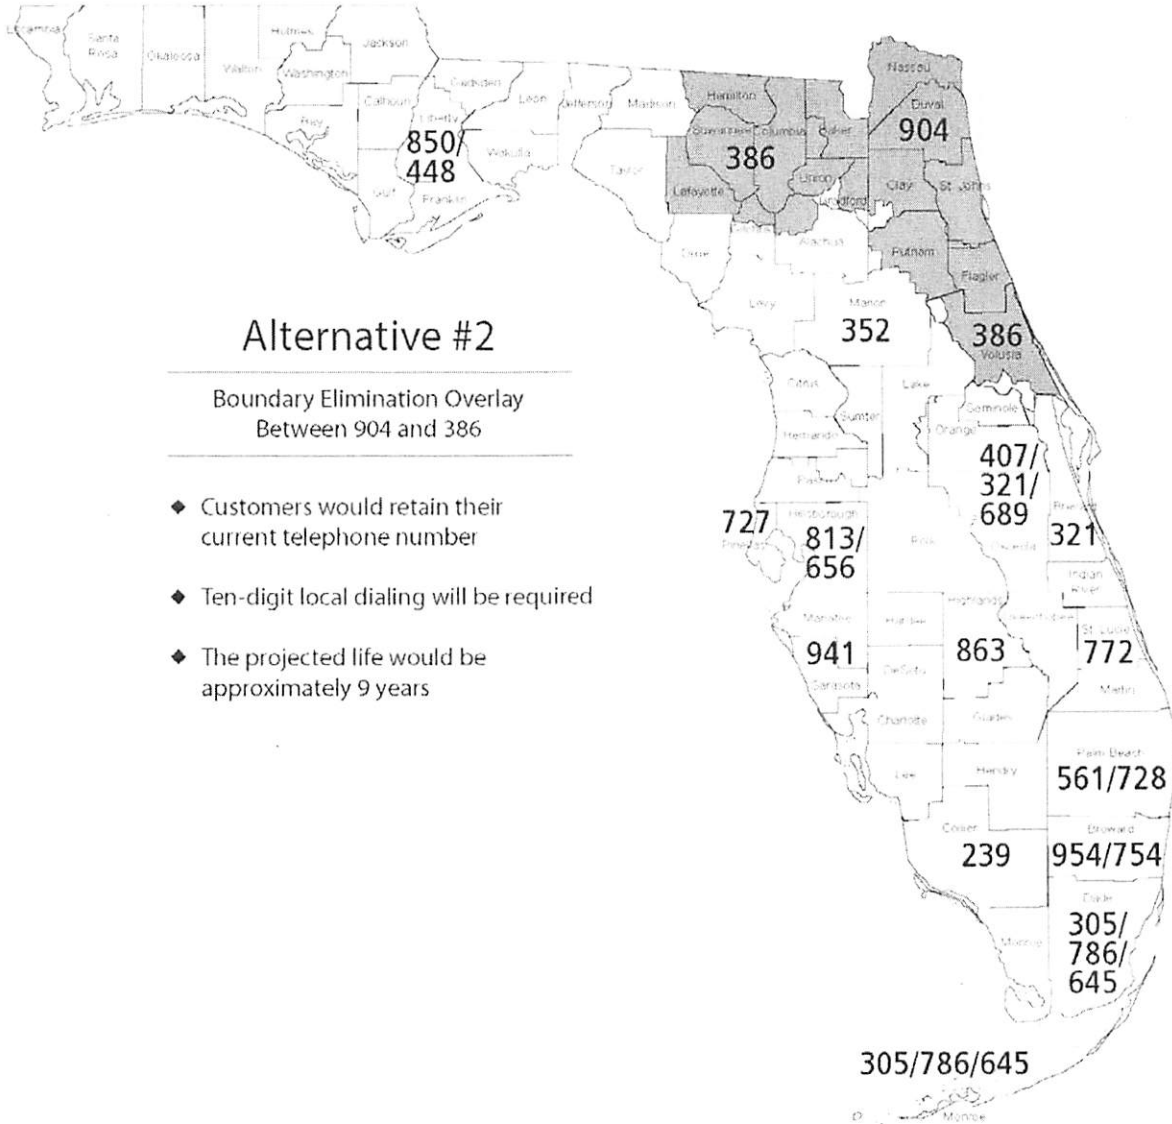 Escambia
Santa
Rosa
Okaloosa
Walton
Holmes
Washington
Jackson
Bay
Calhoun
Gulf
Gadsden
Liberty
850/
448
Franklin
Leon
Wakulla
Jefferson
Madison
Taylor
Hamilton
Suwannee
Columbia
386
Lafayette
Baker
Union
Bradford
Nassau
Duval
904
Clay
St. Johns
Putnam
Flagler
Dixie
Alachua
Levy
Marion
352
386
Volusia
Alternative #2
Boundary Elimination Overlay
Between 904 and 386
◆ Customers would retain their
current telephone number
◆ Ten-digit local dialing will be required
◆ The projected life would be
approximately 9 years
Citrus
Sumter
Lake
Hernando
Pasco
Seminole
Orange
407/
321/
689
Osceola
Brevard
321
727
Pinellas
Hillsborough
813/
656
Polk
Indian
River
Manatee
941
Sarasota
Hardee
DeSoto
Highlands
863
Okeechobee
St. Lucie
772
Martin
Charlotte
Glades
Lee
Hendry
Palm Beach
561/728
Collier
239
Broward
954/754
Dade
305/
786/
645
Monroe
305/786/645
Monroe